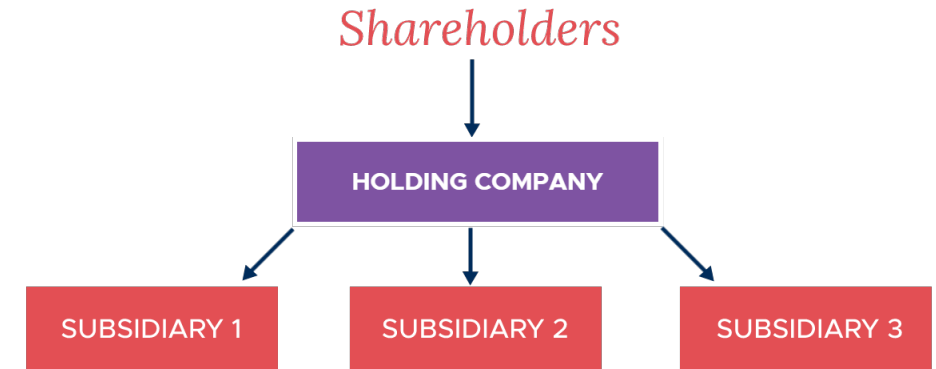 Shareholders
HOLDING COMPANY
SUBSIDIARY 1
SUBSIDIARY 2
SUBSIDIARY 3